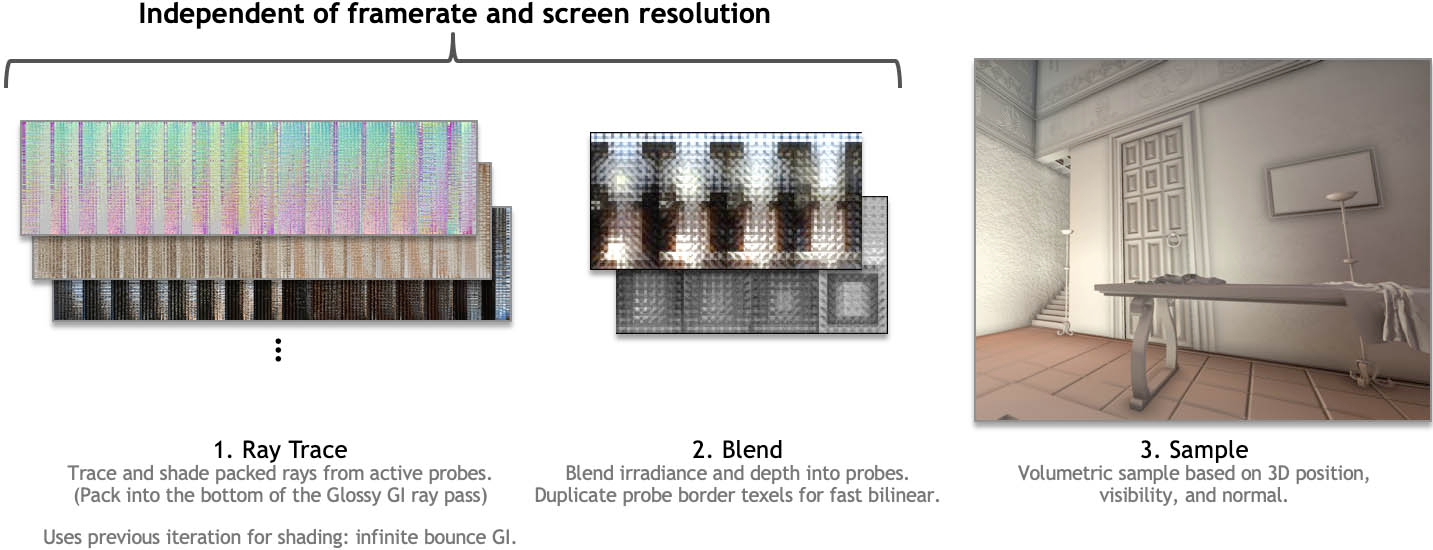 Independent of framerate and screen resolution
1. Ray Trace
Trace and shade packed rays from active probes.
(Pack into the bottom of the Glossy GI ray pass)
Uses previous iteration for shading: infinite bounce GI.
2. Blend
Blend irradiance and depth into probes.
Duplicate probe border texels for fast bilinear.
3. Sample
Volumetric sample based on 3D position,
visibility, and normal.